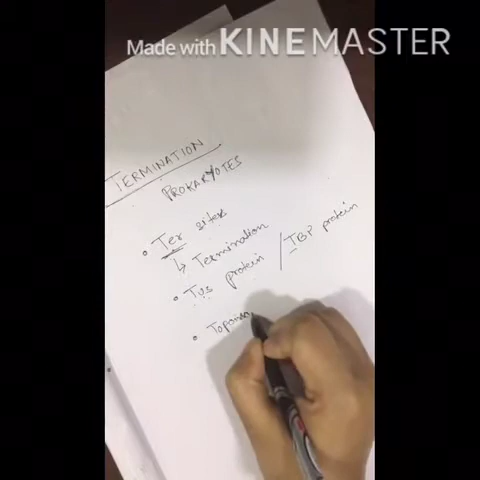 Made with KINEMASTER
TERMINATION
PROKARYOTES
• Ter sites
↳ Termination
• Tus protein / TBP protein